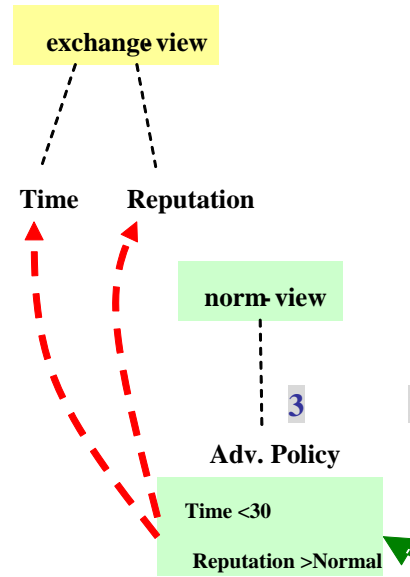 exchange-view
Time Reputation
norm-view
3
Adv. Policy
Time <30
Reputation >Normal